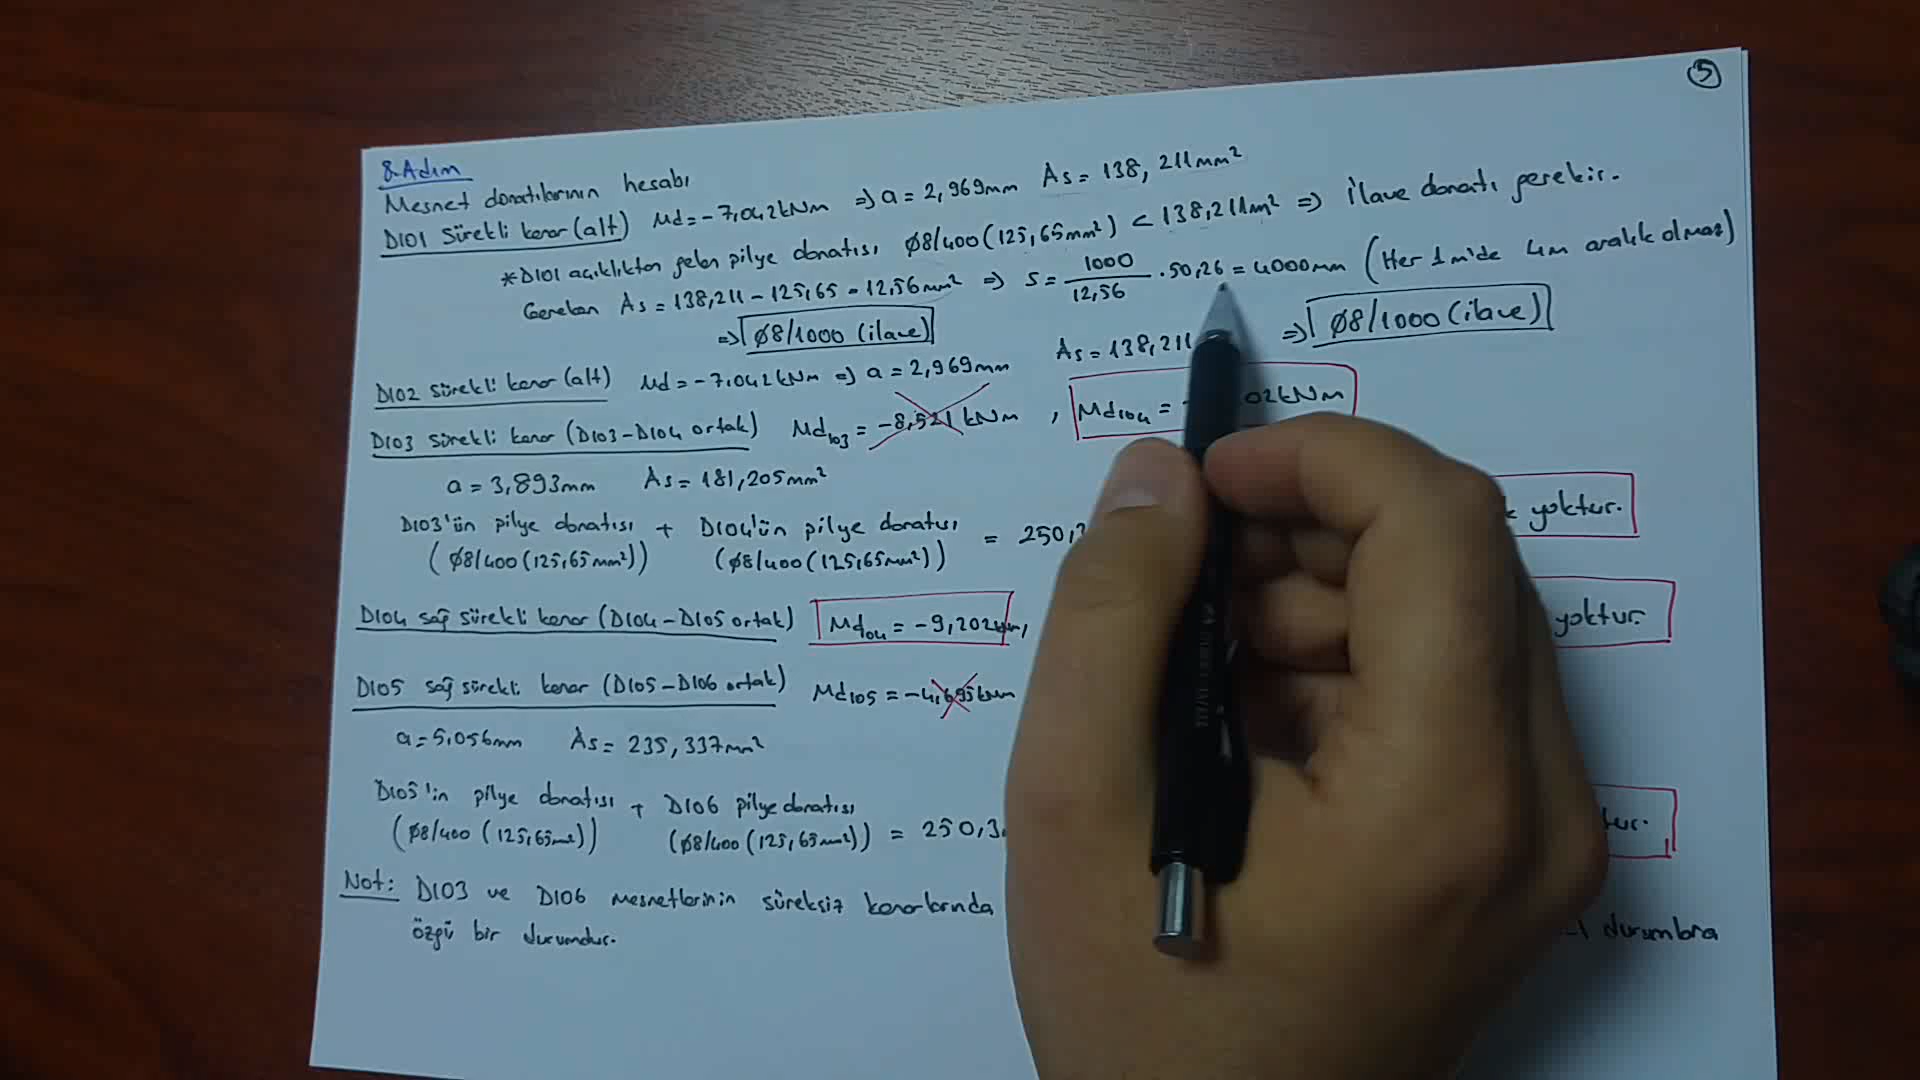 5
8.Adım
Mesnet donatılarının hesabı
D101 Sürekli kenar (alt) Md = -7,042kNm => a = 2,969mm As = 138,211mm²
*D101 açıklıktan gelen pilye donatısı, Ø8/400 (125,65mm²) < 138,211mm² => İlave donatı gerekir.
Gereken As = 138,211 - 125,65 = 12,56mm² => s = 1000/12,56 . 50,26 = 4000mm (Her 1m'de 4m aralık olmaz)
=> Ø8/1000 (ilave)
D102 Sürekli kenar (alt) Md = -7,042kNm => a = 2,969mm As = 138,211 => Ø8/1000 (ilave)
D103 Sürekli kenar (D103-D104 ortak) Md103 = -8,521kNm , Md104 = 02kNm
a = 3,893mm As = 181,205mm²
D103'ün pilye donatısı + D104'ün pilye donatısı = 250,3 yoktur.
(Ø8/400 (125,65mm²)) (Ø8/400 (125,65mm²))
D104 sağ sürekli kenar (D104-D105 ortak) Md104 = -9,202kNm, yoktur.
D105 sağ sürekli kenar (D105-D106 ortak) Md105 = -4,695kNm
a = 5,056mm As = 235,337mm²
D105'in pilye donatısı + D106 pilye donatısı = 250,3
(Ø8/400 (125,65mm²)) (Ø8/400 (125,65mm²))
Not: D103 ve D106 mesnetlerinin süreksiz kenarlarında durumlara
özgü bir durumdur.